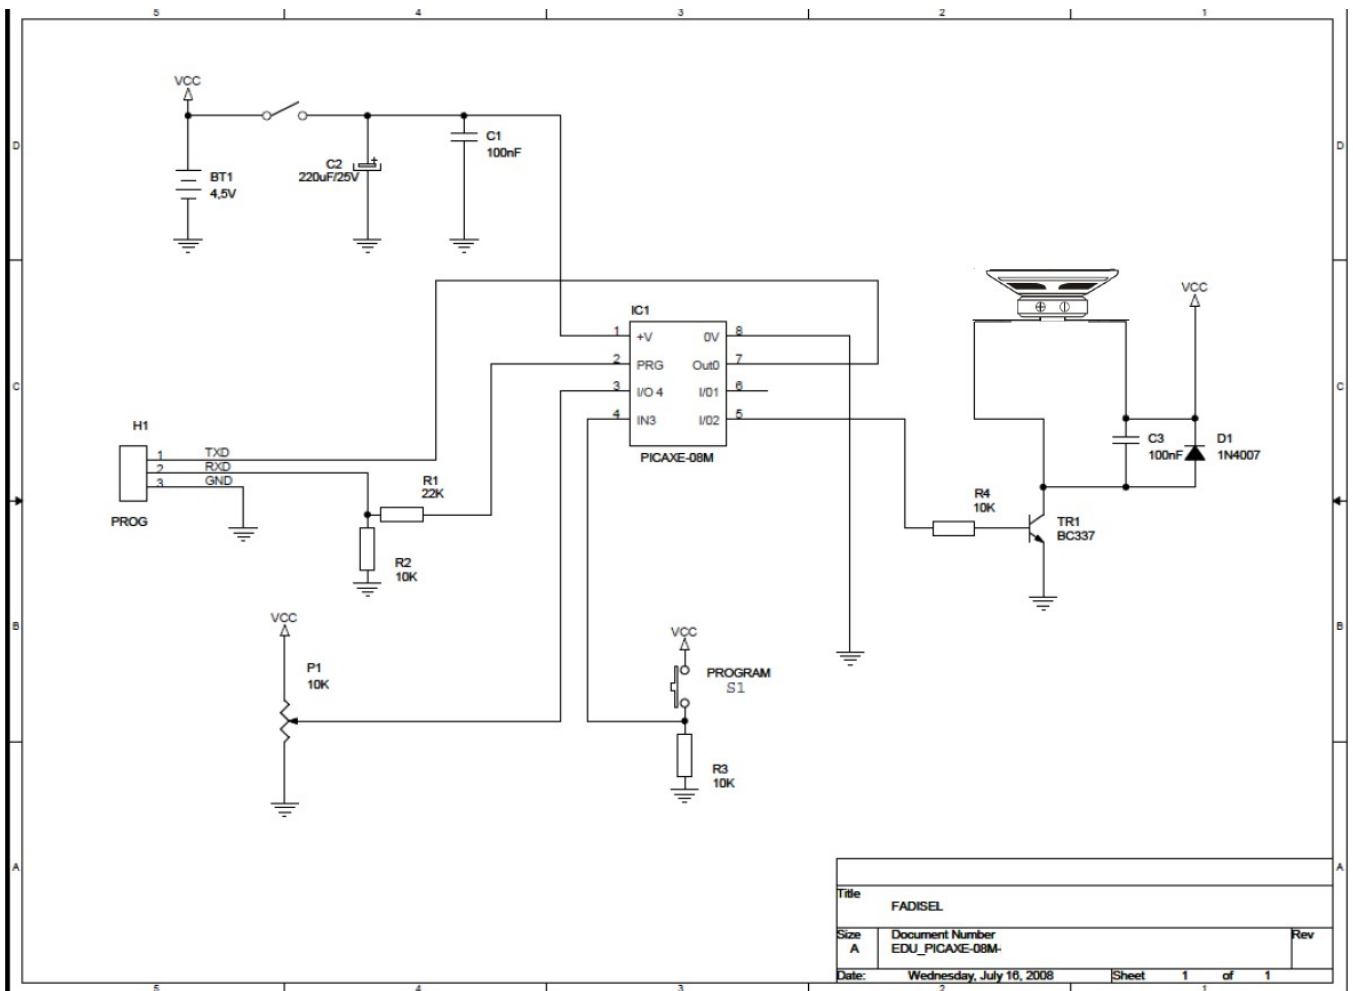 5 4 3 2 1
VCC
D D
C1
100nF
C2
+
220uF/25V
BT1
4,5V
VCC
IC1
1 +V 0V 8
2 PRG Out0 7
3 I/O 4 I/01 6
4 IN3 I/02 5
PICAXE-08M
C C
H1
1 TXD
2 RXD
3 GND
PROG
R1
22K
C3
100nF
D1
1N4007
R4
10K
TR1
BC337
R2
10K
VCC
P1
10K
VCC
PROGRAM
S1
B B
R3
10K
A A
Title
FADISEL
Size
A
Document Number
EDU_PICAXE-08M-
Rev
Date: Wednesday, July 16, 2008 Sheet 1 of 1
5 4 3 2 1